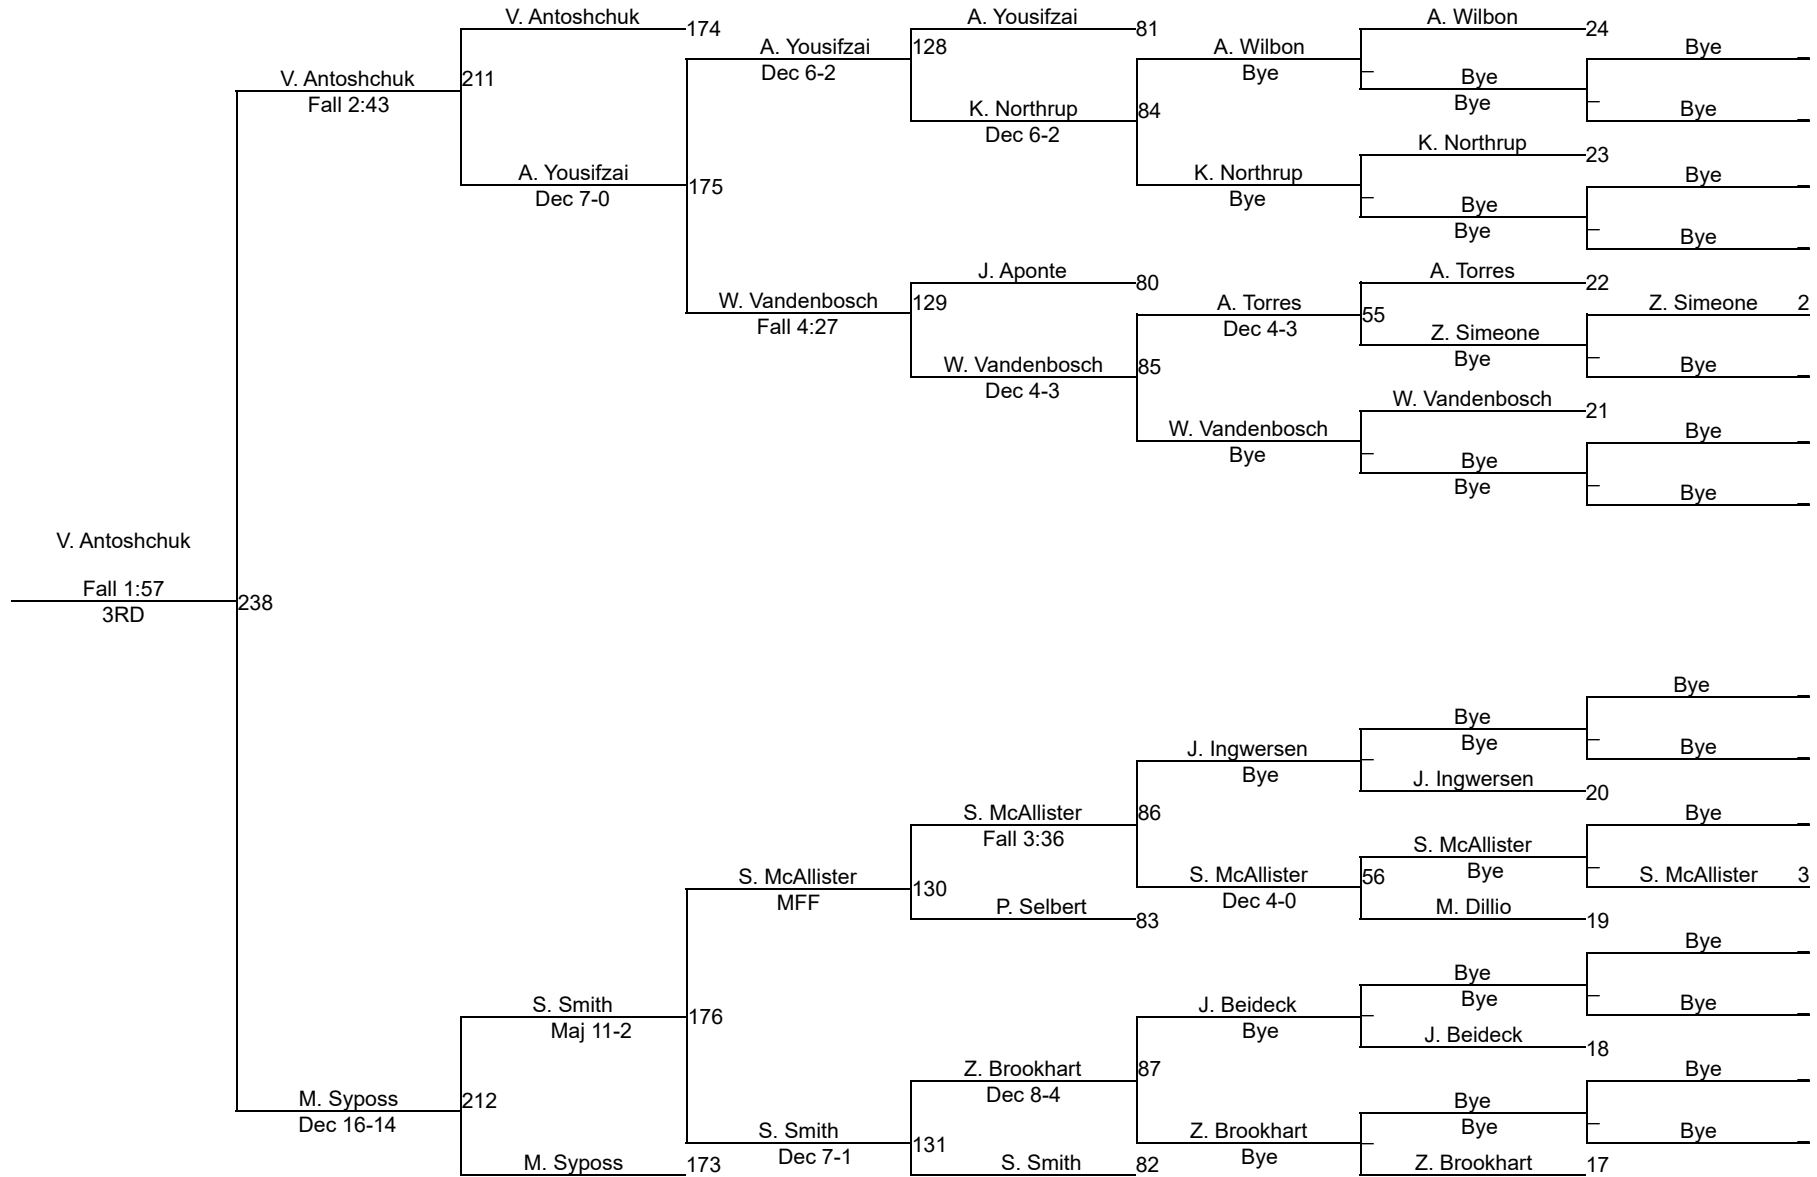 V. Antoshchuk
174
A. Yousifzai
81
A. Wilbon
24
A. Yousifzai
Dec 6-2
128
A. Wilbon
Bye
Bye
V. Antoshchuk
Fall 2:43
211
Bye
Bye
K. Northrup
Dec 6-2
84
Bye
K. Northrup
23
A. Yousifzai
Dec 7-0
175
K. Northrup
Bye
Bye
Bye
Bye
Bye
J. Aponte
80
A. Torres
22
W. Vandenbosch
Fall 4:27
129
A. Torres
Dec 4-3
55
Z. Simeone
2
Z. Simeone
Bye
W. Vandenbosch
Dec 4-3
85
Bye
W. Vandenbosch
21
W. Vandenbosch
Bye
Bye
Bye
Bye
Bye
V. Antoshchuk
Fall 1:57
3RD
238
Bye
Bye
Bye
J. Ingwersen
Bye
Bye
J. Ingwersen
20
S. McAllister
Fall 3:36
86
Bye
S. McAllister
Bye
S. McAllister
MFF
130
S. McAllister
Dec 4-0
56
S. McAllister
3
P. Selbert
83
M. Dillio
19
Bye
Bye
Bye
S. Smith
Maj 11-2
176
J. Beideck
Bye
Bye
J. Beideck
18
Z. Brookhart
Dec 8-4
87
Bye
M. Syposs
Dec 16-14
212
Bye
Bye
S. Smith
Dec 7-1
131
Z. Brookhart
Bye
Bye
M. Syposs
173
S. Smith
82
Z. Brookhart
17